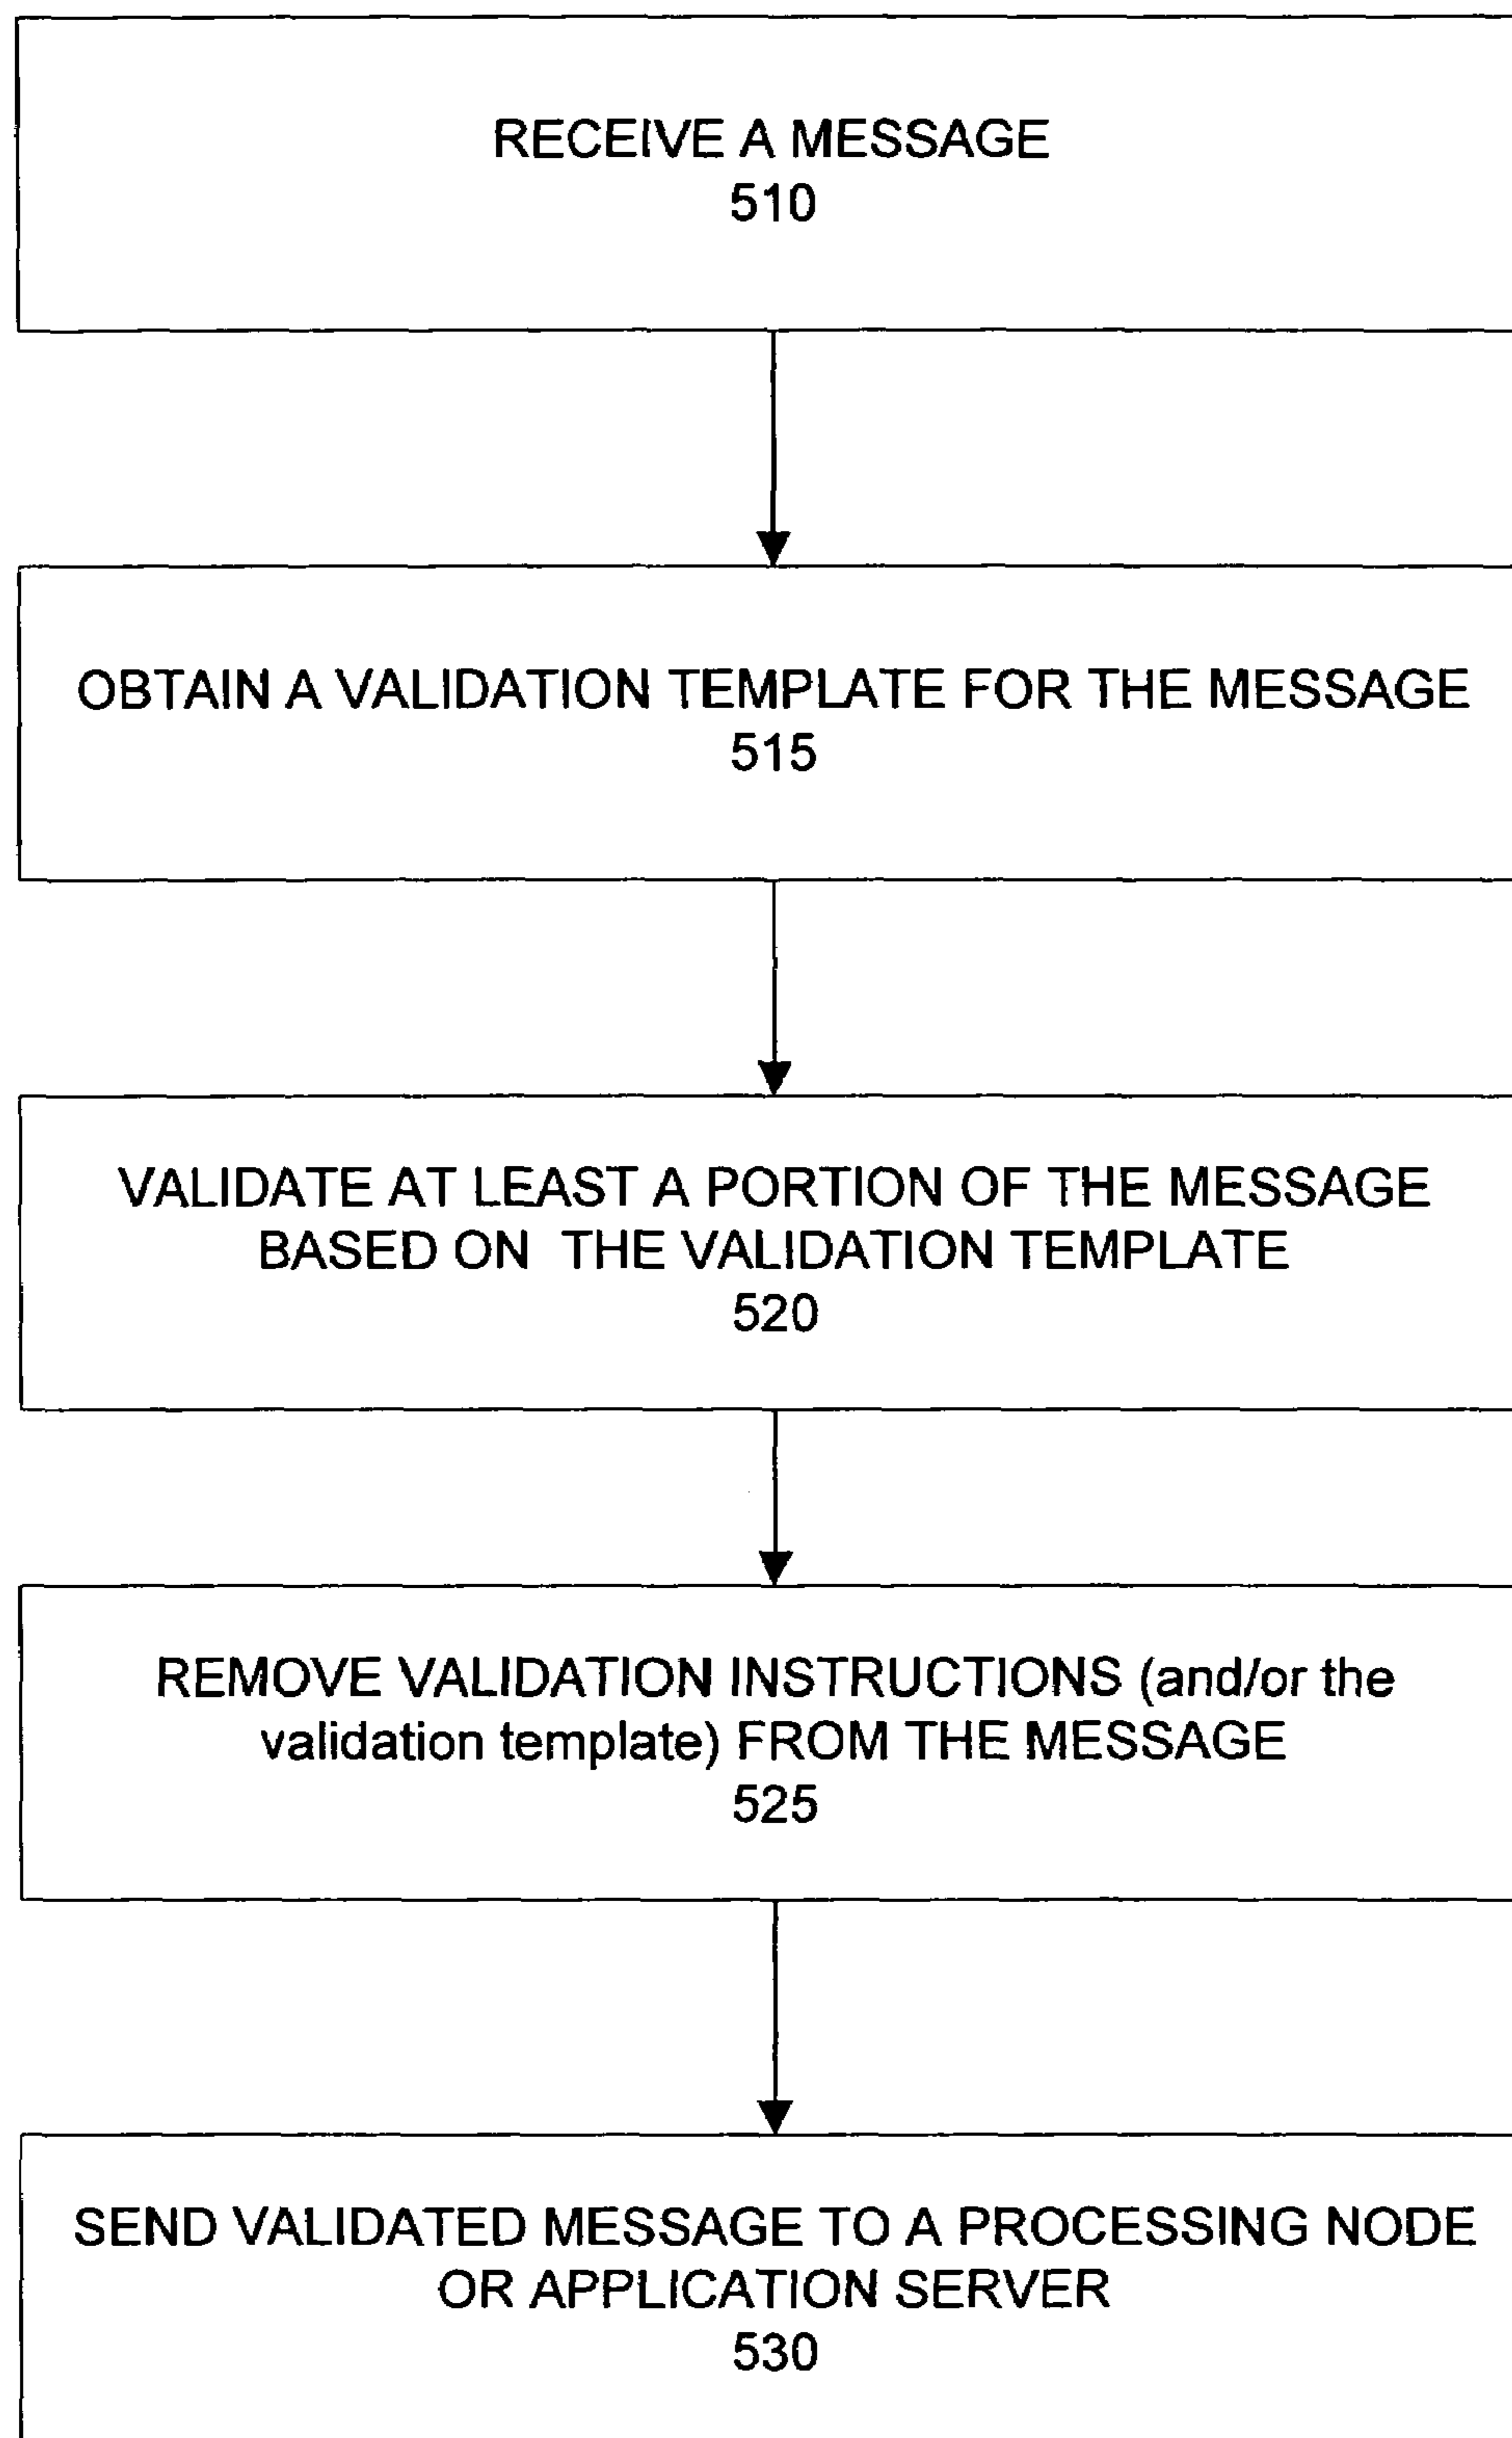 RECEIVE A MESSAGE
510
OBTAIN A VALIDATION TEMPLATE FOR THE MESSAGE
515
VALIDATE AT LEAST A PORTION OF THE MESSAGE
BASED ON THE VALIDATION TEMPLATE
520
REMOVE VALIDATION INSTRUCTIONS (and/or the
validation template) FROM THE MESSAGE
525
SEND VALIDATED MESSAGE TO A PROCESSING NODE
OR APPLICATION SERVER
530